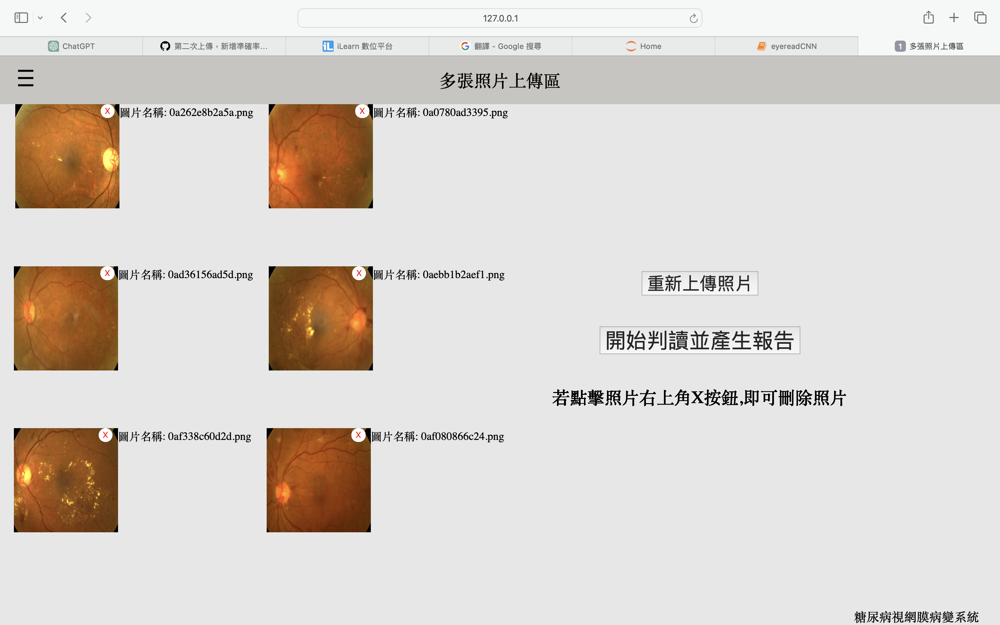 127.0.0.1
ChatGPT
第二次上傳，新增準確率...
iLearn 數位平台
翻譯 - Google 搜尋
Home
eyereadCNN
1 多張照片上傳區
多張照片上傳區
X 圖片名稱: 0a262e8b2a5a.png
X 圖片名稱: 0a0780ad3395.png
X 圖片名稱: 0ad36156ad5d.png
X 圖片名稱: 0aebb1b2aef1.png
重新上傳照片
開始判讀並產生報告
若點擊照片右上角X按鈕,即可刪除照片
X 圖片名稱: 0af338c60d2d.png
X 圖片名稱: 0af080866c24.png
糖尿病視網膜病變系統